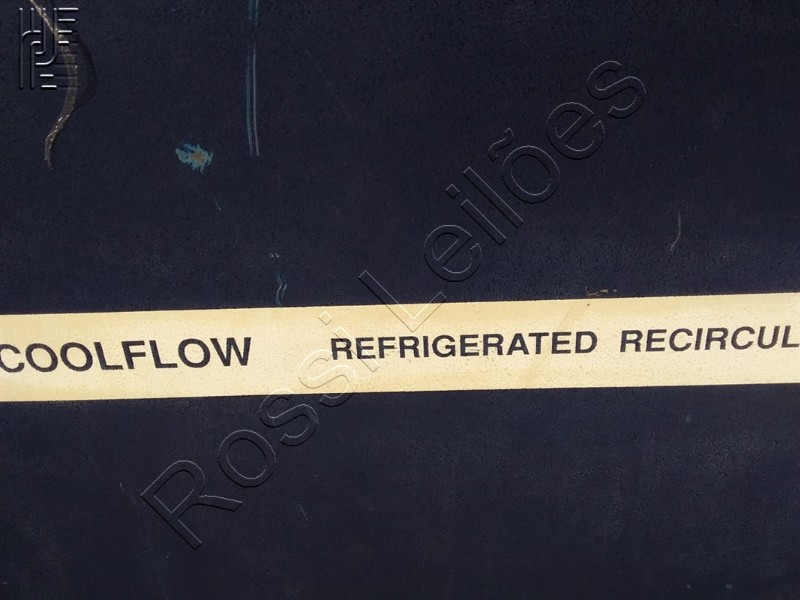 COOLFLOW REFRIGERATED RECIRCUL
Rossi Leilões